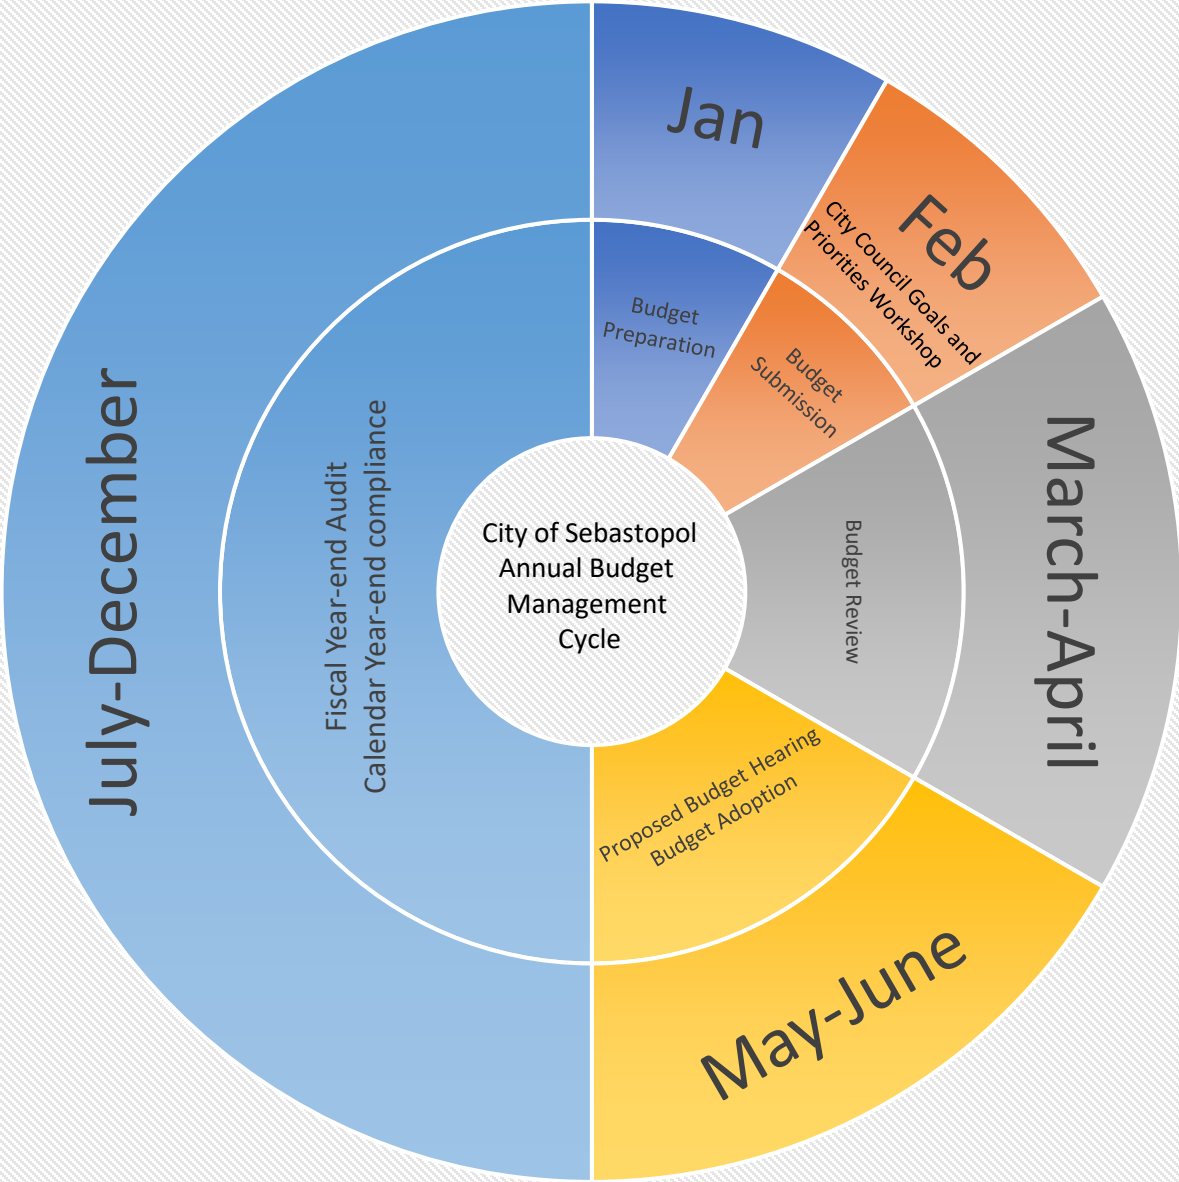 City of Sebastopol
Annual Budget
Management
Cycle
Jan
Budget
Preparation
Feb
City Council Goals and
Priorities Workshop
Budget
Submission
March-April
Budget Review
May-June
Proposed Budget Hearing
Budget Adoption
July-December
Fiscal Year-end Audit
Calendar Year-end compliance